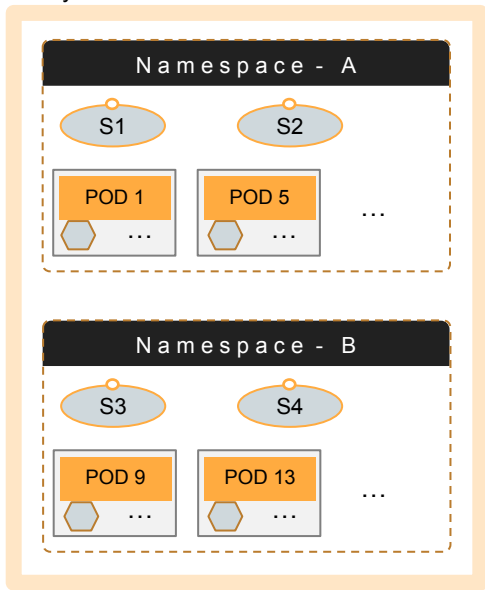 Namespace - A
S1 S2
POD 1 POD 5
... ... ...
Namespace - B
S3 S4
POD 9 POD 13
... ... ...